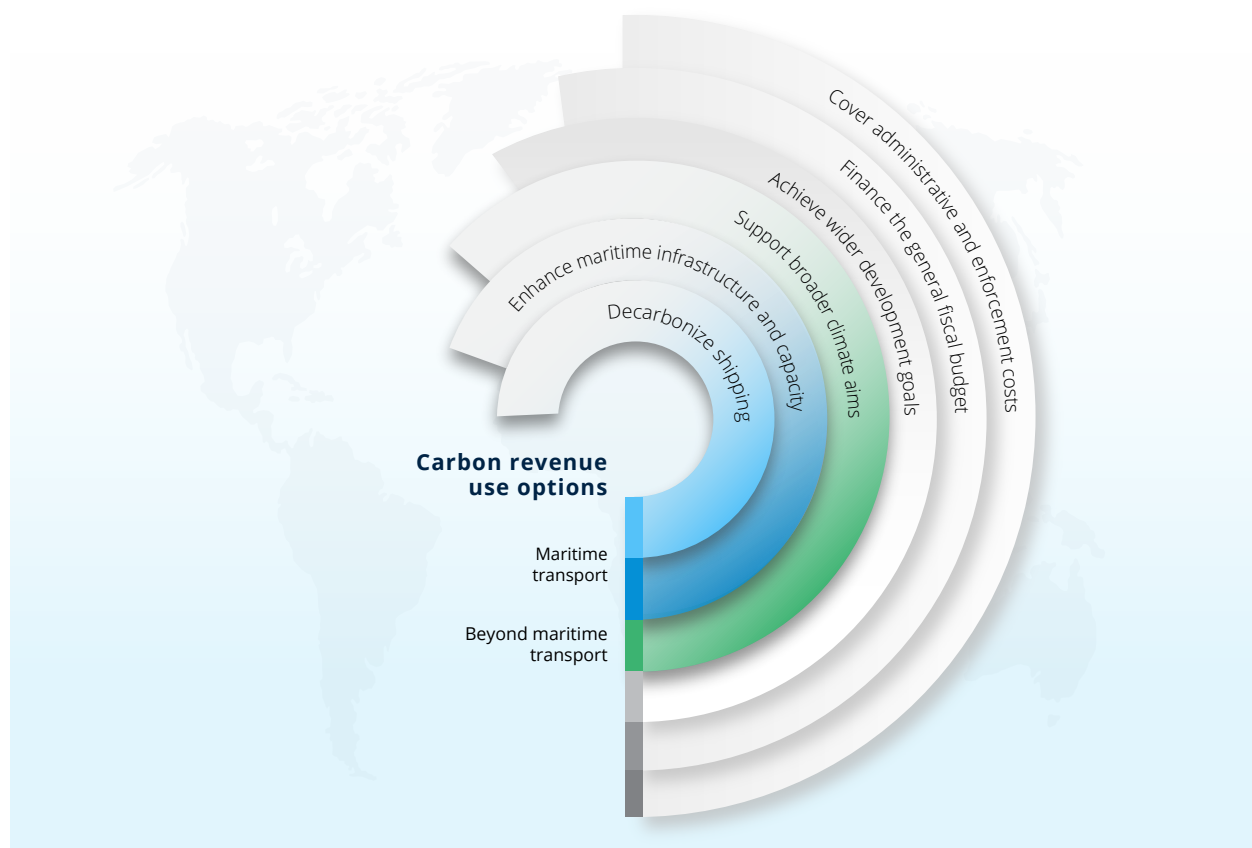 Cover administrative and enforcement costs
Finance the general fiscal budget
Achieve wider development goals
Support broader climate aims
Enhance maritime infrastructure and capacity
Decarbonize shipping
Carbon revenue
use options
Maritime
transport
Beyond maritime
transport